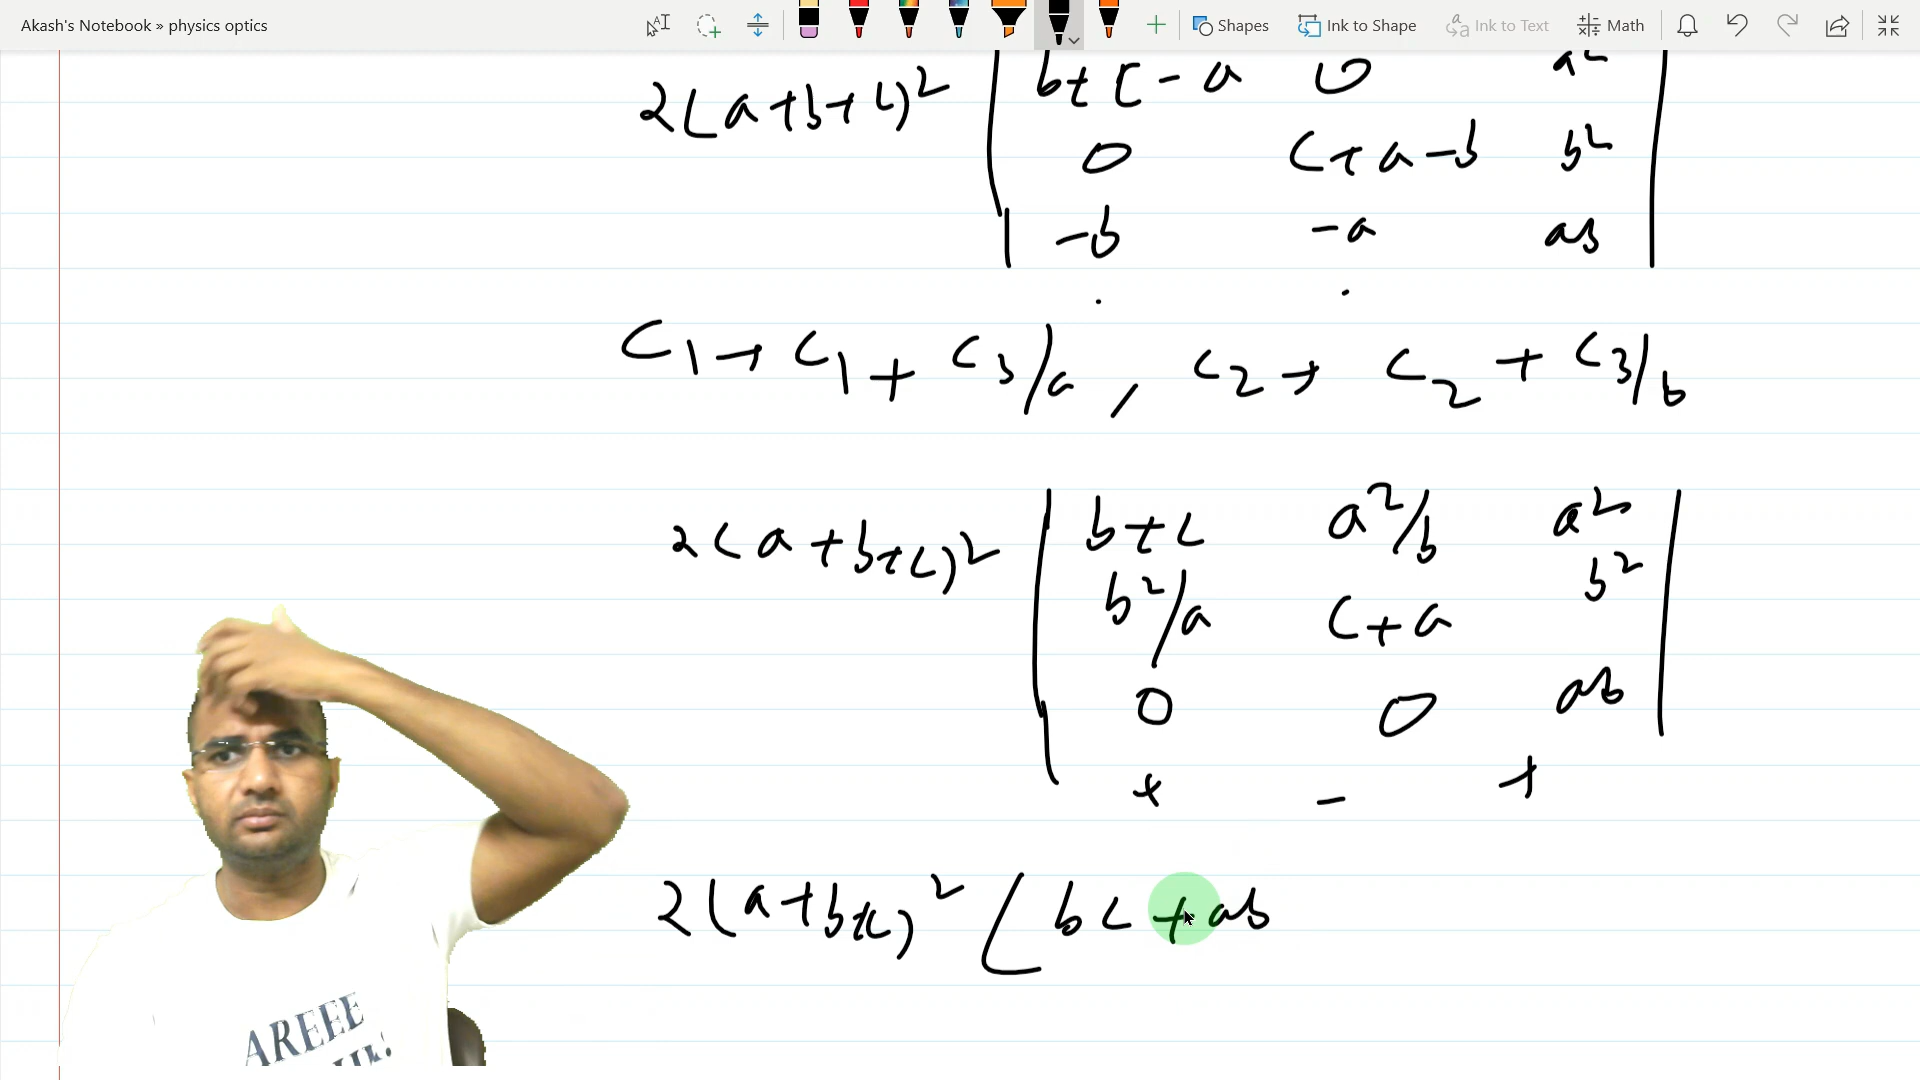 Akash's Notebook » physics optics
Shapes Ink to Shape Ink to Text Math
2(a+b+c)² | b+c-a 0 a² |
0 c+a-b b²
-b -a ab
C1→C1+C3/a, C2→C2+C3/b
2(a+b+c)² | b+c a²/b a² |
b²/a c+a b²
0 0 ab
+ - +
2(a+b+c)² [ bc+ab
AREEE